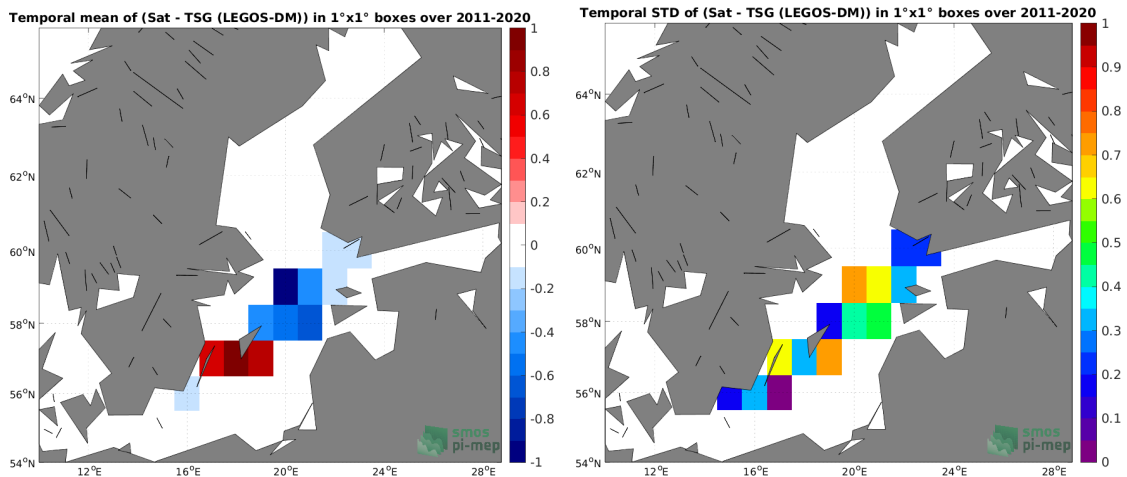 Temporal mean of (Sat - TSG (LEGOS-DM)) in 1°x1° boxes over 2011-2020
1
0.8
0.6
0.4
0.2
0
-0.2
-0.4
-0.6
-0.8
-1
64°N
62°N
60°N
58°N
56°N
54°N
12°E
16°E
20°E
24°E
28°E
smos
pi-mep
Temporal STD of (Sat - TSG (LEGOS-DM)) in 1°x1° boxes over 2011-2020
1
0.9
0.8
0.7
0.6
0.5
0.4
0.3
0.2
0.1
0
64°N
62°N
60°N
58°N
56°N
54°N
12°E
16°E
20°E
24°E
28°E
smos
pi-mep